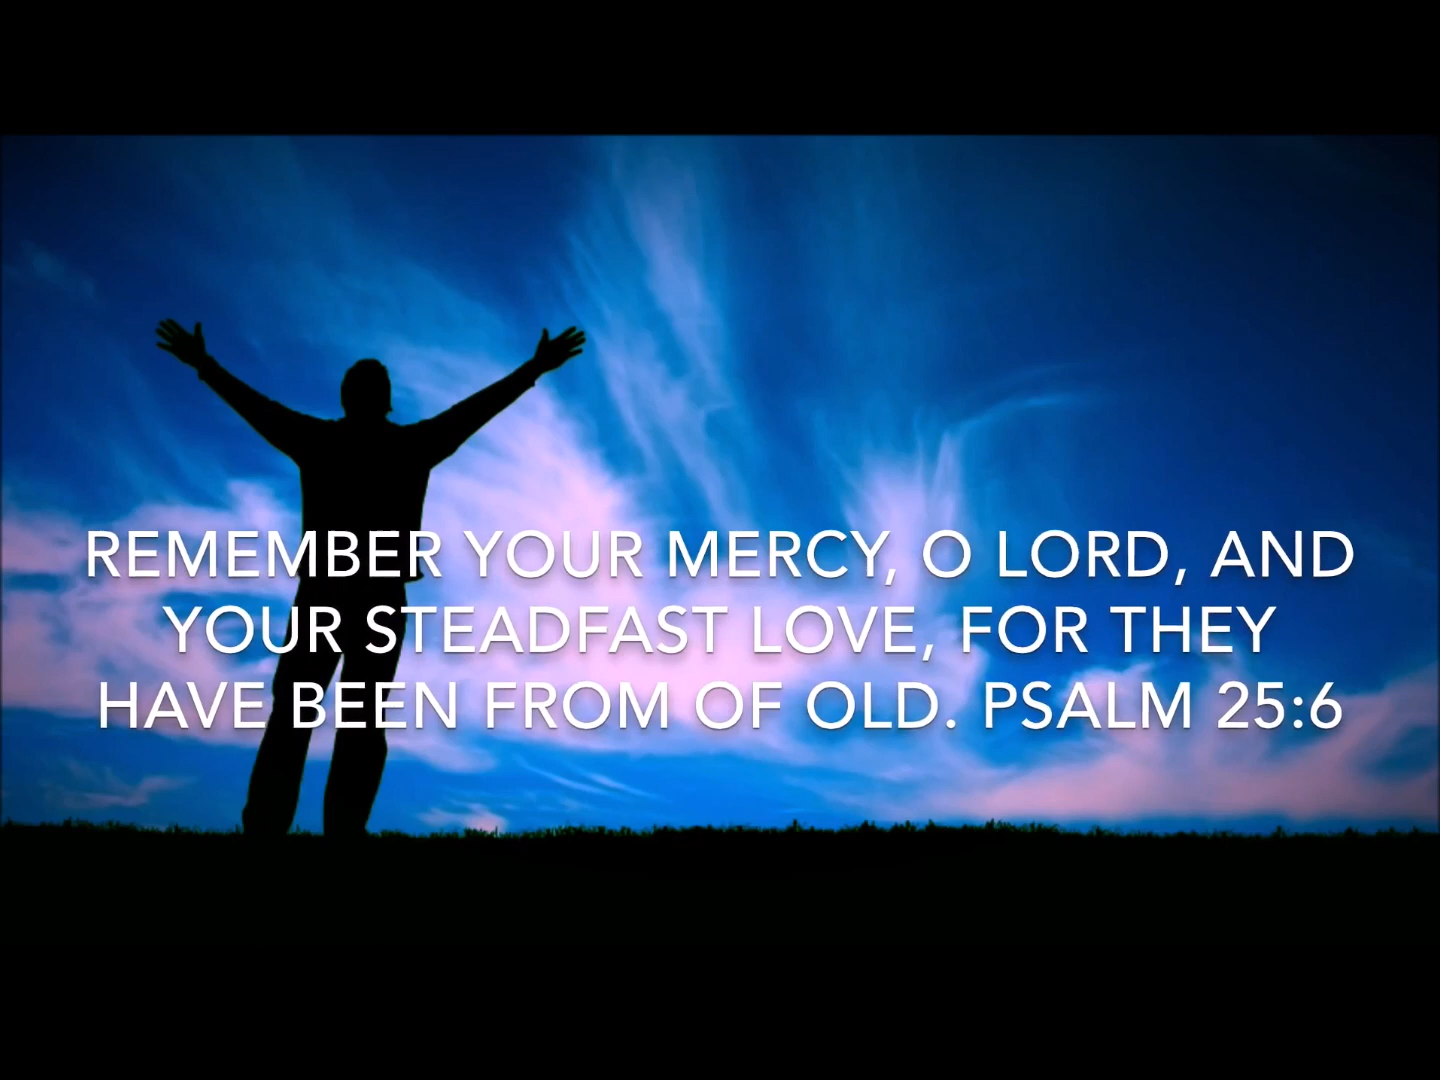 REMEMBER YOUR MERCY, O LORD, AND
YOUR STEADFAST LOVE, FOR THEY
HAVE BEEN FROM OF OLD. PSALM 25:6